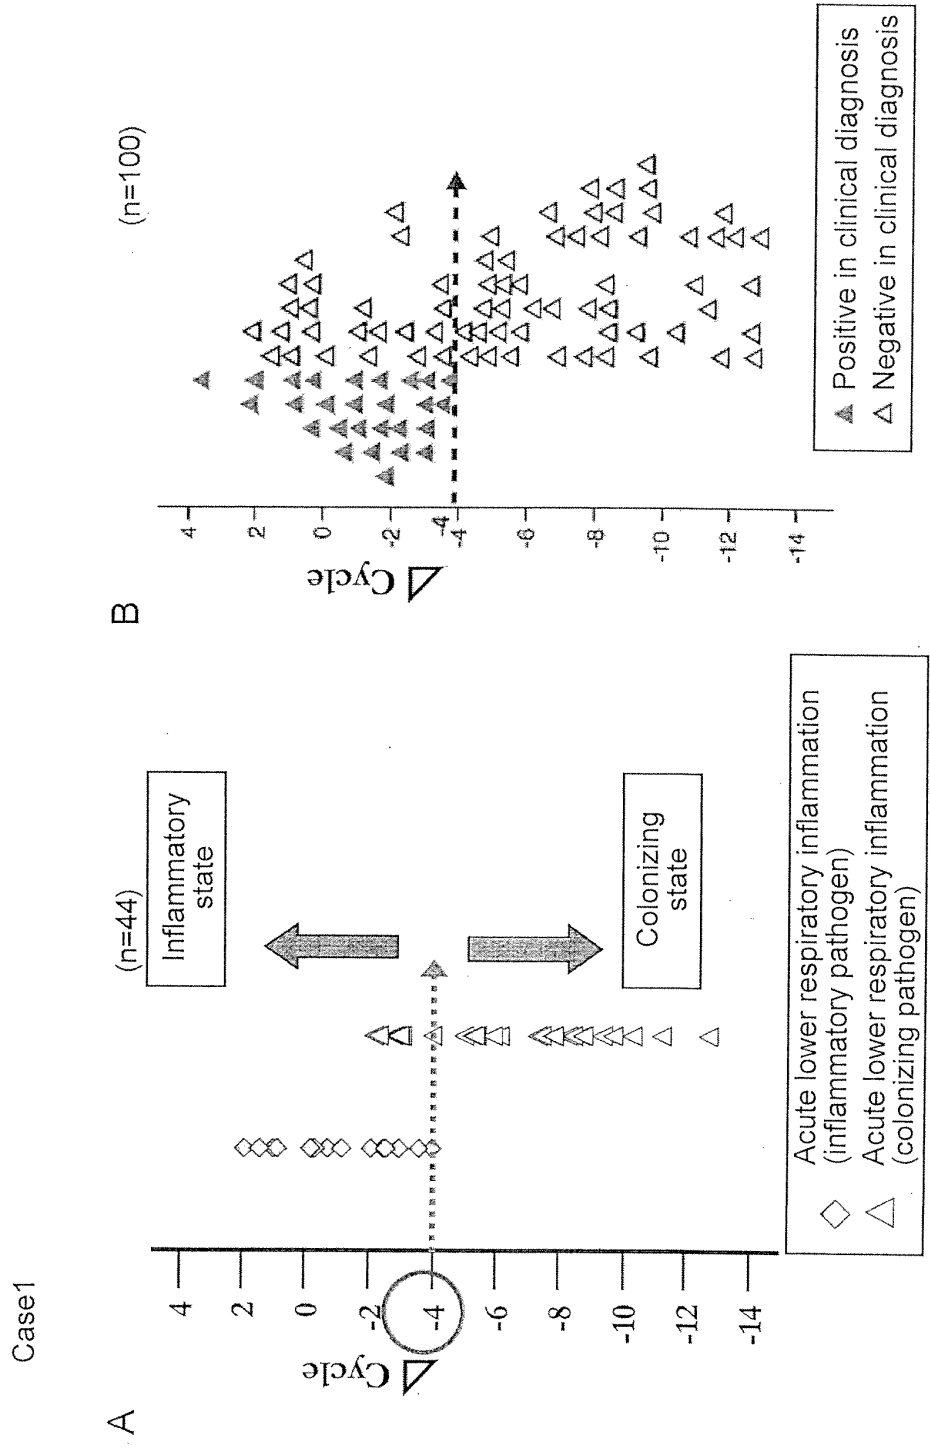 Case1
A
(n=44)
Δ Cycle
4
2
0
-2
-4
-6
-8
-10
-12
-14
Inflammatory
state
Colonizing
state
Acute lower respiratory inflammation
(inflammatory pathogen)
Acute lower respiratory inflammation
(colonizing pathogen)
B
(n=100)
Δ Cycle
4
2
0
-2
-4
-4
-6
-8
-10
-12
-14
Positive in clinical diagnosis
Negative in clinical diagnosis